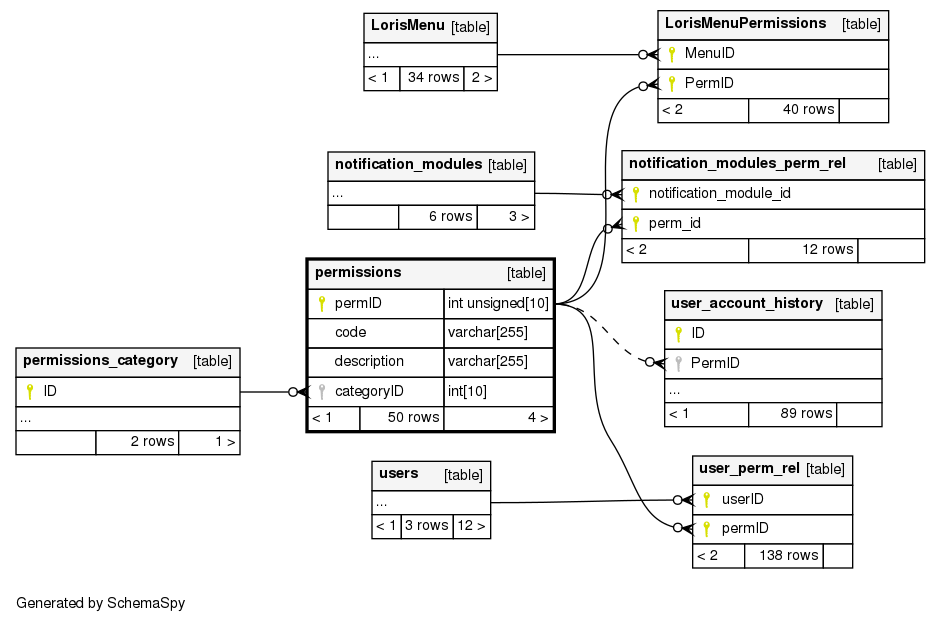 LorisMenu [table]
...
< 1 34 rows 2 >
LorisMenuPermissions [table]
MenuID
PermID
< 2 40 rows
notification_modules [table]
...
6 rows 3 >
notification_modules_perm_rel [table]
notification_module_id
perm_id
< 2 12 rows
permissions [table]
permID int unsigned[10]
code varchar[255]
description varchar[255]
categoryID int[10]
< 1 50 rows 4 >
user_account_history [table]
ID
PermID
...
< 1 89 rows
permissions_category [table]
ID
...
2 rows 1 >
users [table]
...
< 1 3 rows 12 >
user_perm_rel [table]
userID
permID
< 2 138 rows
Generated by SchemaSpy